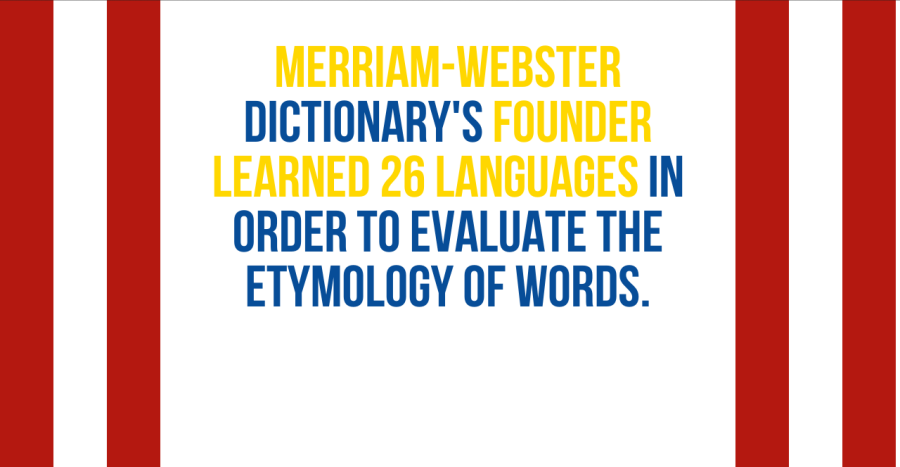 MERRIAM-WEBSTER
DICTIONARY'S FOUNDER
LEARNED 26 LANGUAGES IN
ORDER TO EVALUATE THE
ETYMOLOGY OF WORDS.